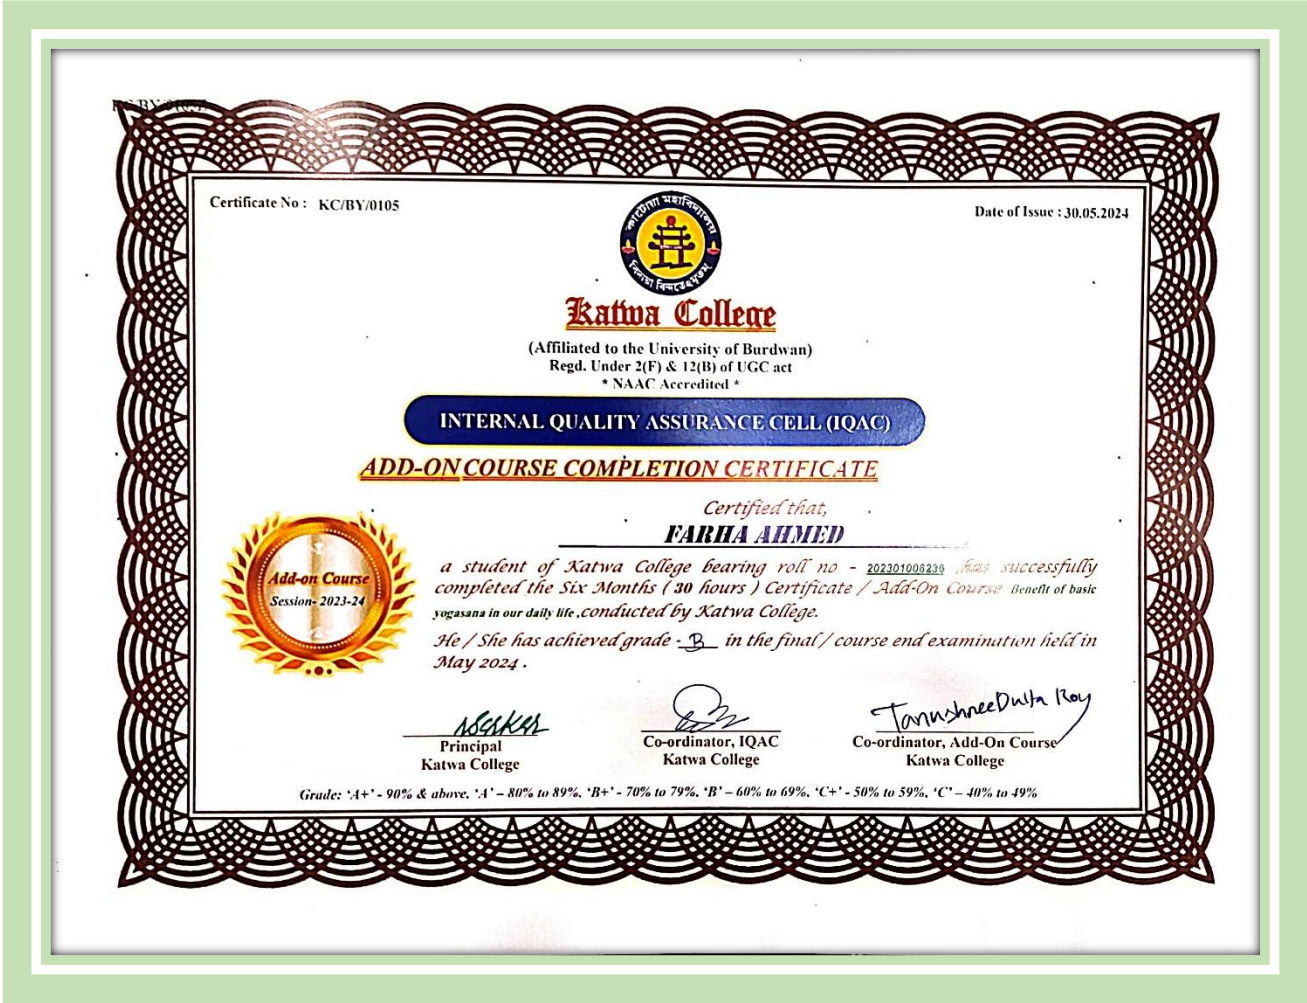 Certificate No : KC/BY/0105
Date of Issue : 30.05.2024
কাটোয়া মহাবিদ্যালয়
Katwa College
(Affiliated to the University of Burdwan)
Regd. Under 2(F) & 12(B) of UGC act
* NAAC Accredited *
INTERNAL QUALITY ASSURANCE CELL (IQAC)
ADD-ON COURSE COMPLETION CERTIFICATE
Certified that,
FARHA AHMED
Add-on Course
Session- 2023-24
a student of Katwa College bearing roll no - 202301006236 ,has successfully
completed the Six Months ( 30 hours ) Certificate / Add-On Course Benefit of basic
yogasana in our daily life ,conducted by Katwa College.
He / She has achieved grade - B in the final / course end examination held in
May 2024 .
Tanushree Dutta Roy
Principal
Katwa College
Co-ordinator, IQAC
Katwa College
Co-ordinator, Add-On Course
Katwa College
Grade: 'A+' - 90% & above, 'A' – 80% to 89%, 'B+' - 70% to 79%, 'B' – 60% to 69%, 'C+' - 50% to 59%, 'C' – 40% to 49%